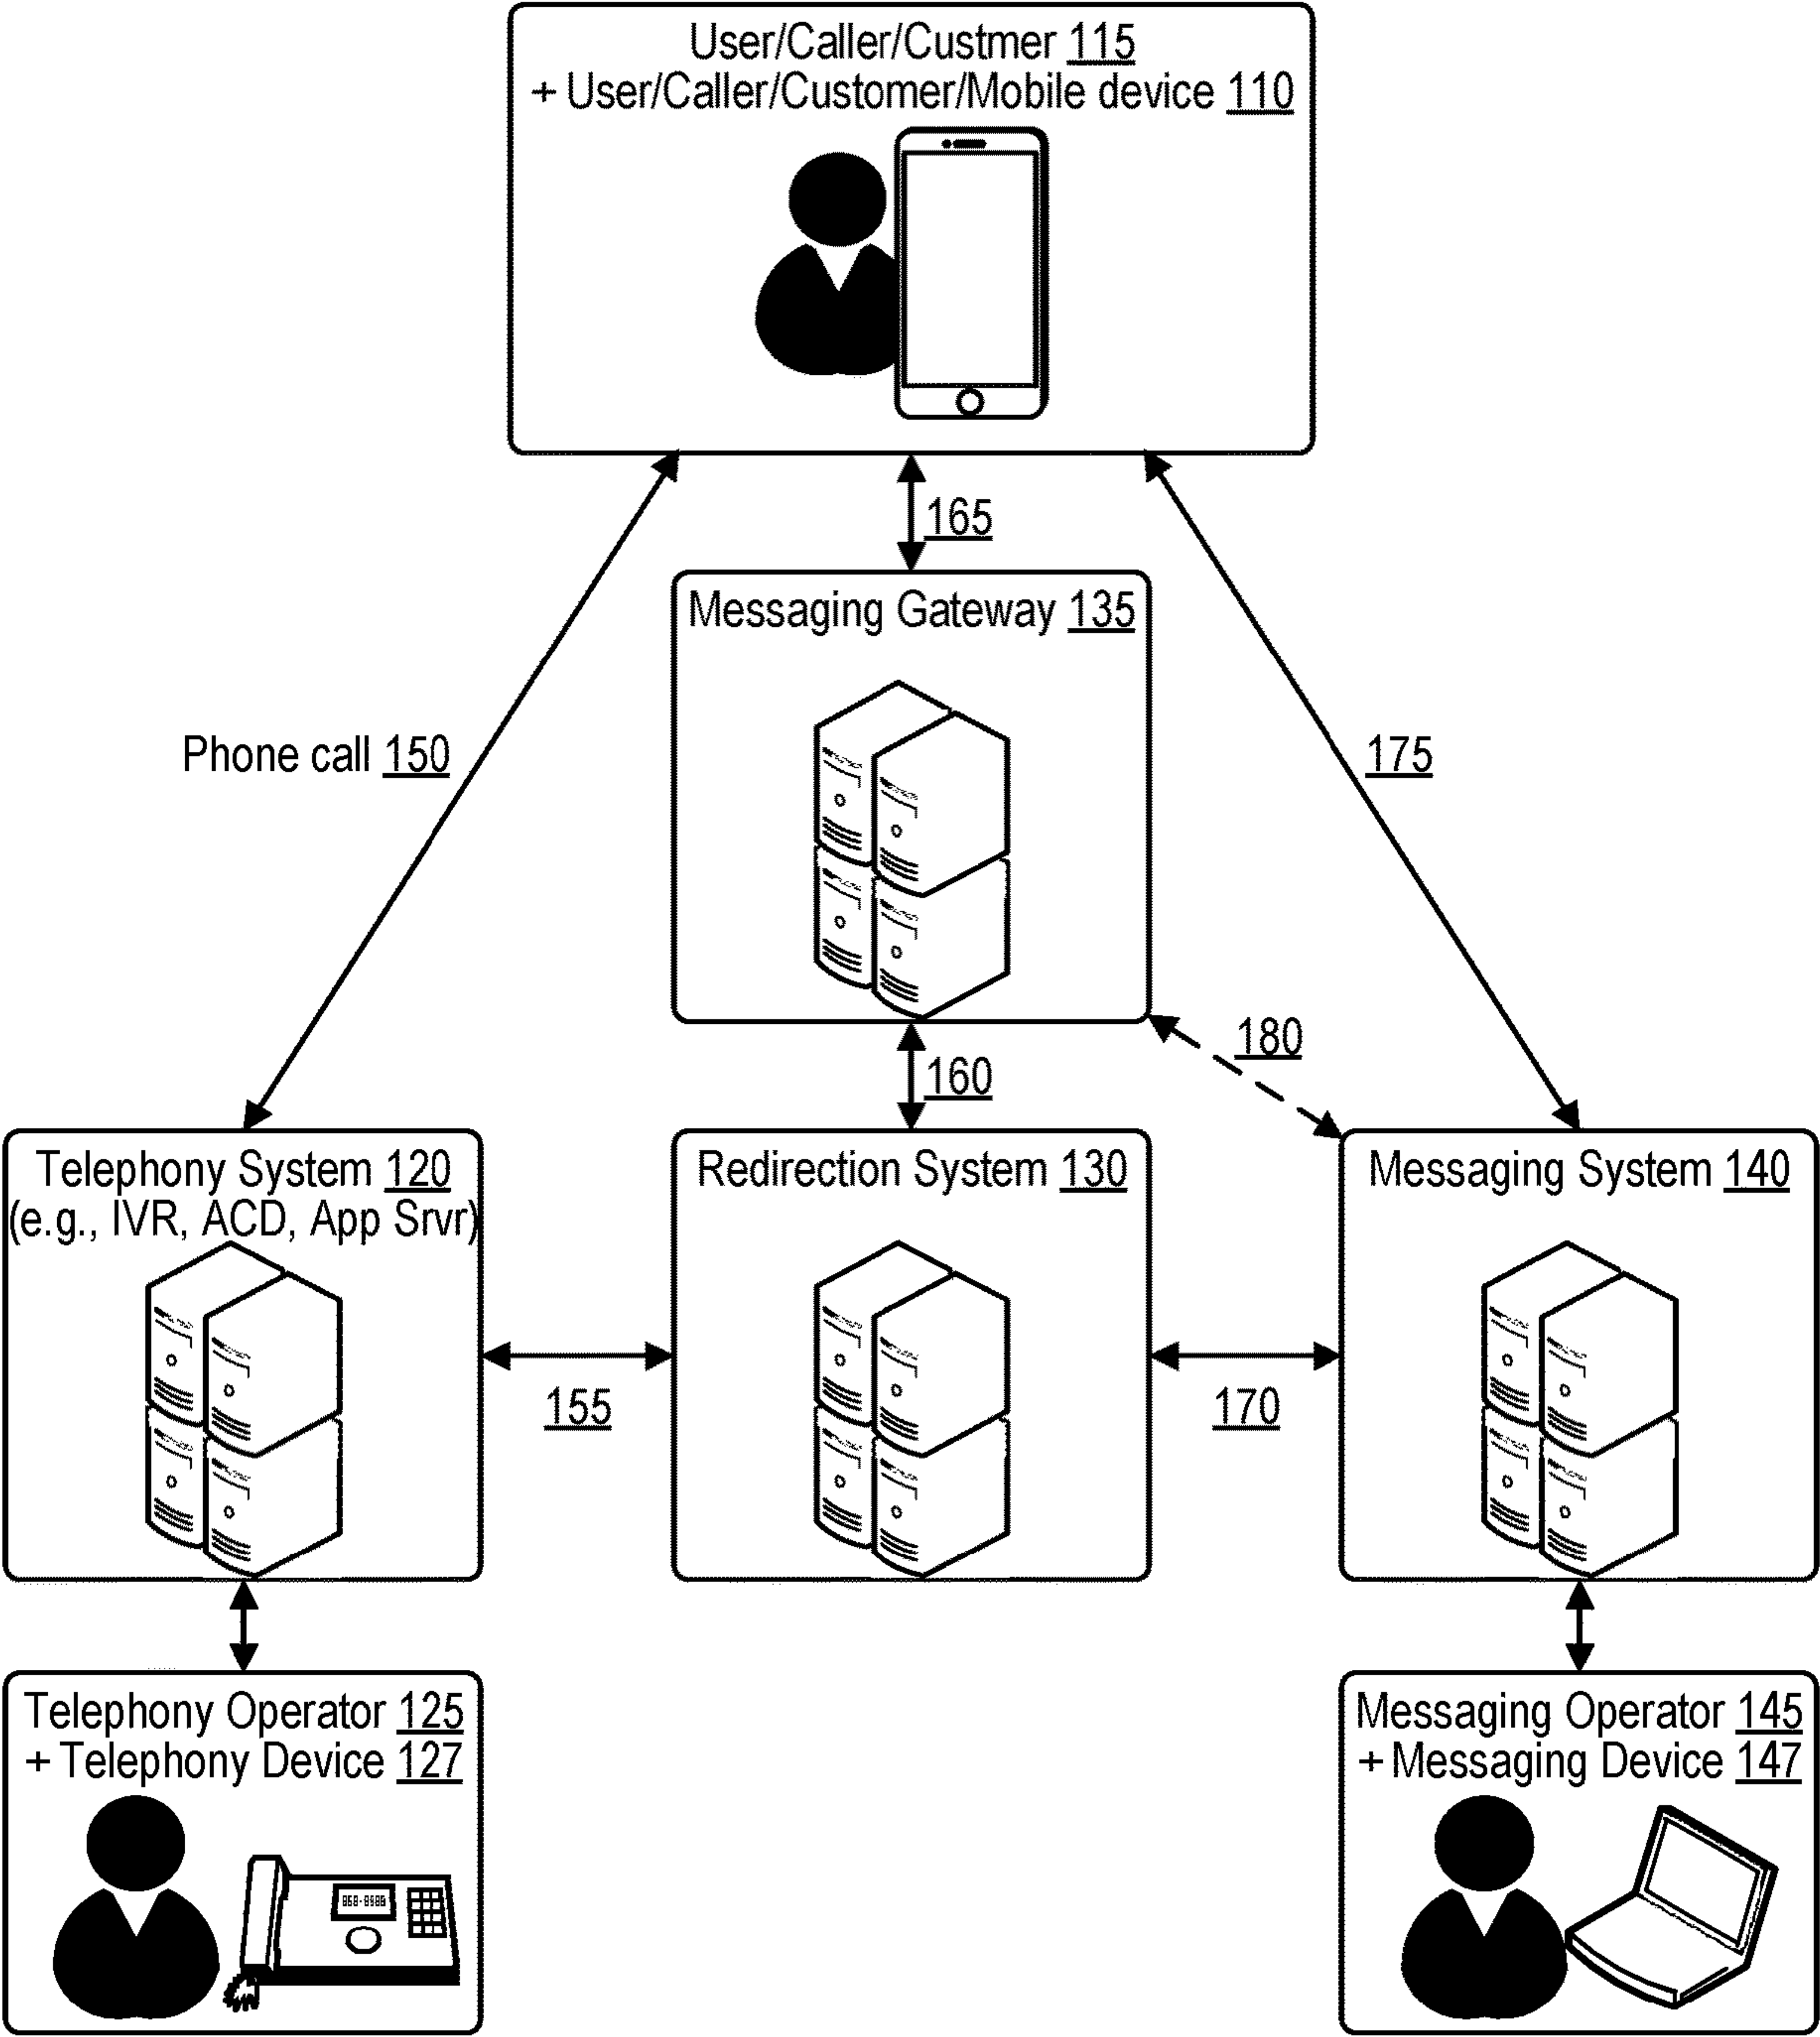 User/Caller/Custmer 115
+ User/Caller/Customer/Mobile device 110
165
Messaging Gateway 135
Phone call 150
175
180
160
Telephony System 120
(e.g., IVR, ACD, App Srvr)
Redirection System 130
Messaging System 140
155
170
Telephony Operator 125
+ Telephony Device 127
Messaging Operator 145
+ Messaging Device 147